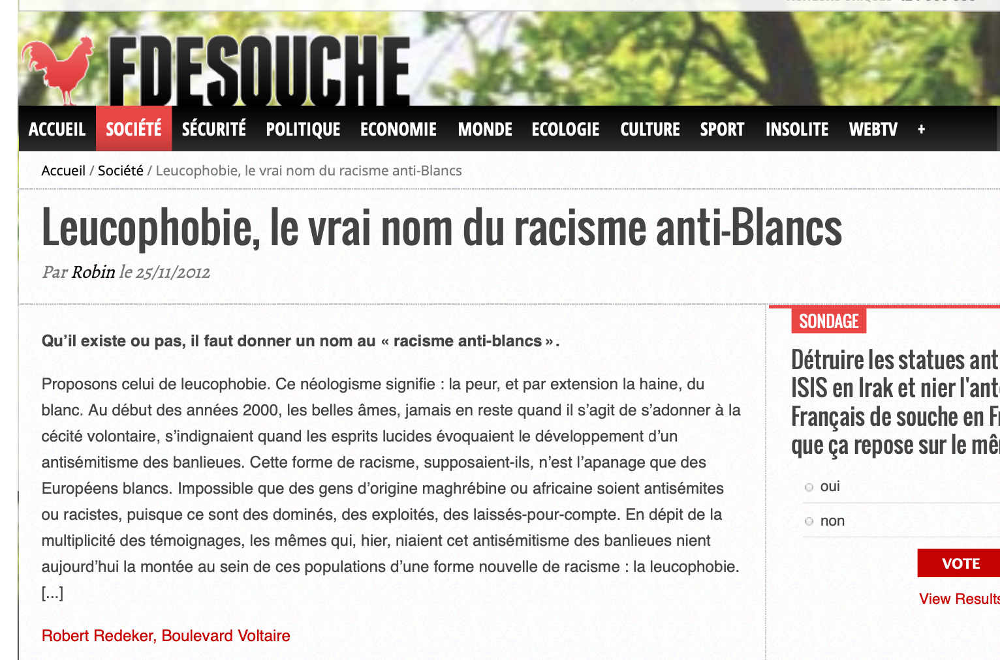 FDESOUCHE
ACCUEIL SOCIÉTÉ SÉCURITÉ POLITIQUE ECONOMIE MONDE ECOLOGIE CULTURE SPORT INSOLITE WEBTV +
Accueil / Société / Leucophobie, le vrai nom du racisme anti-Blancs
Leucophobie, le vrai nom du racisme anti-Blancs
Par Robin le 25/11/2012
Qu’il existe ou pas, il faut donner un nom au « racisme anti-blancs ».
Proposons celui de leucophobie. Ce néologisme signifie : la peur, et par extension la haine, du
blanc. Au début des années 2000, les belles âmes, jamais en reste quand il s’agit de s’adonner à la
cécité volontaire, s’indignaient quand les esprits lucides évoquaient le développement d’un
antisémitisme des banlieues. Cette forme de racisme, supposaient-ils, n’est l’apanage que des
Européens blancs. Impossible que des gens d’origine maghrébine ou africaine soient antisémites
ou racistes, puisque ce sont des dominés, des exploités, des laissés-pour-compte. En dépit de la
multiplicité des témoignages, les mêmes qui, hier, niaient cet antisémitisme des banlieues nient
aujourd’hui la montée au sein de ces populations d’une forme nouvelle de racisme : la leucophobie.
[...]
Robert Redeker, Boulevard Voltaire
SONDAGE
Détruire les statues ant
ISIS en Irak et nier l'ant
Français de souche en F
que ça repose sur le mê
oui
non
VOTE
View Results